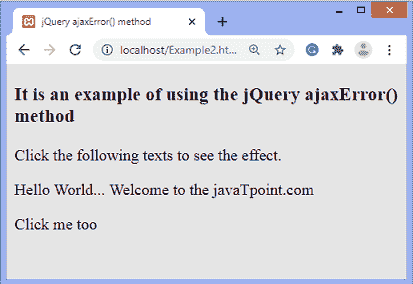 jQuery ajaxError() method
localhost/Example2.ht...
It is an example of using the jQuery ajaxError()
method
Click the following texts to see the effect.
Hello World... Welcome to the javaTpoint.com
Click me too